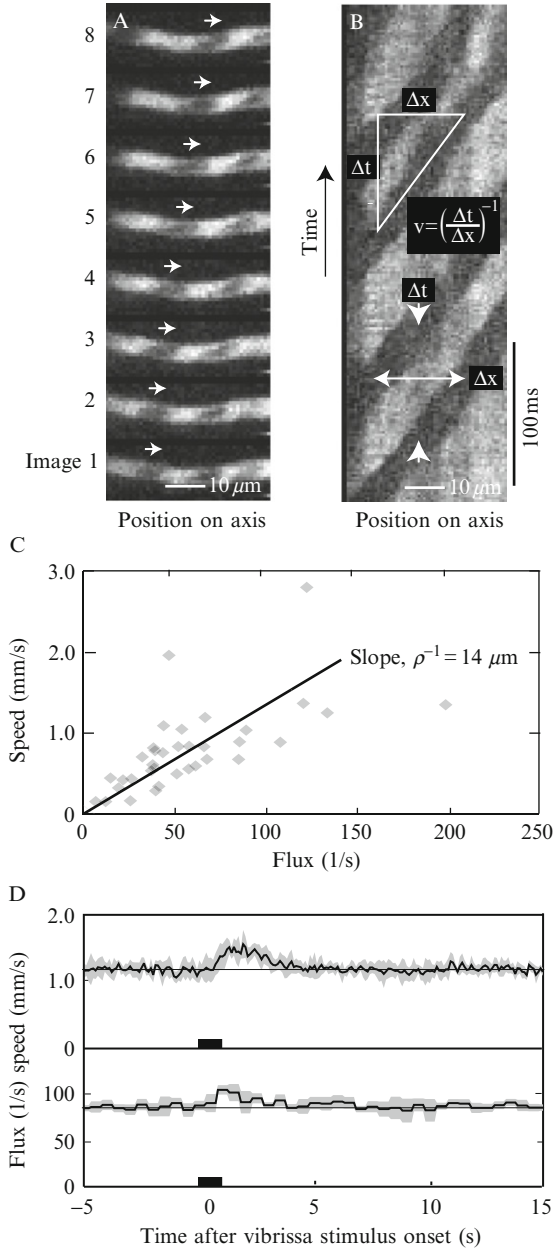 A
8
7
6
5
4
3
2
Image 1
10 μm
Position on axis
B
Δx
Δt
Time
v=(Δt/Δx)⁻¹
Δt
Δx
100 ms
10 μm
Position on axis
C
3.0
2.0
1.0
0
Speed (mm/s)
Slope, ρ⁻¹ = 14 μm
0 50 100 150 200 250
Flux (1/s)
D
2.0
1.0
0
100
50
0
Flux (1/s) speed (mm/s)
−5 0 5 10 15
Time after vibrissa stimulus onset (s)